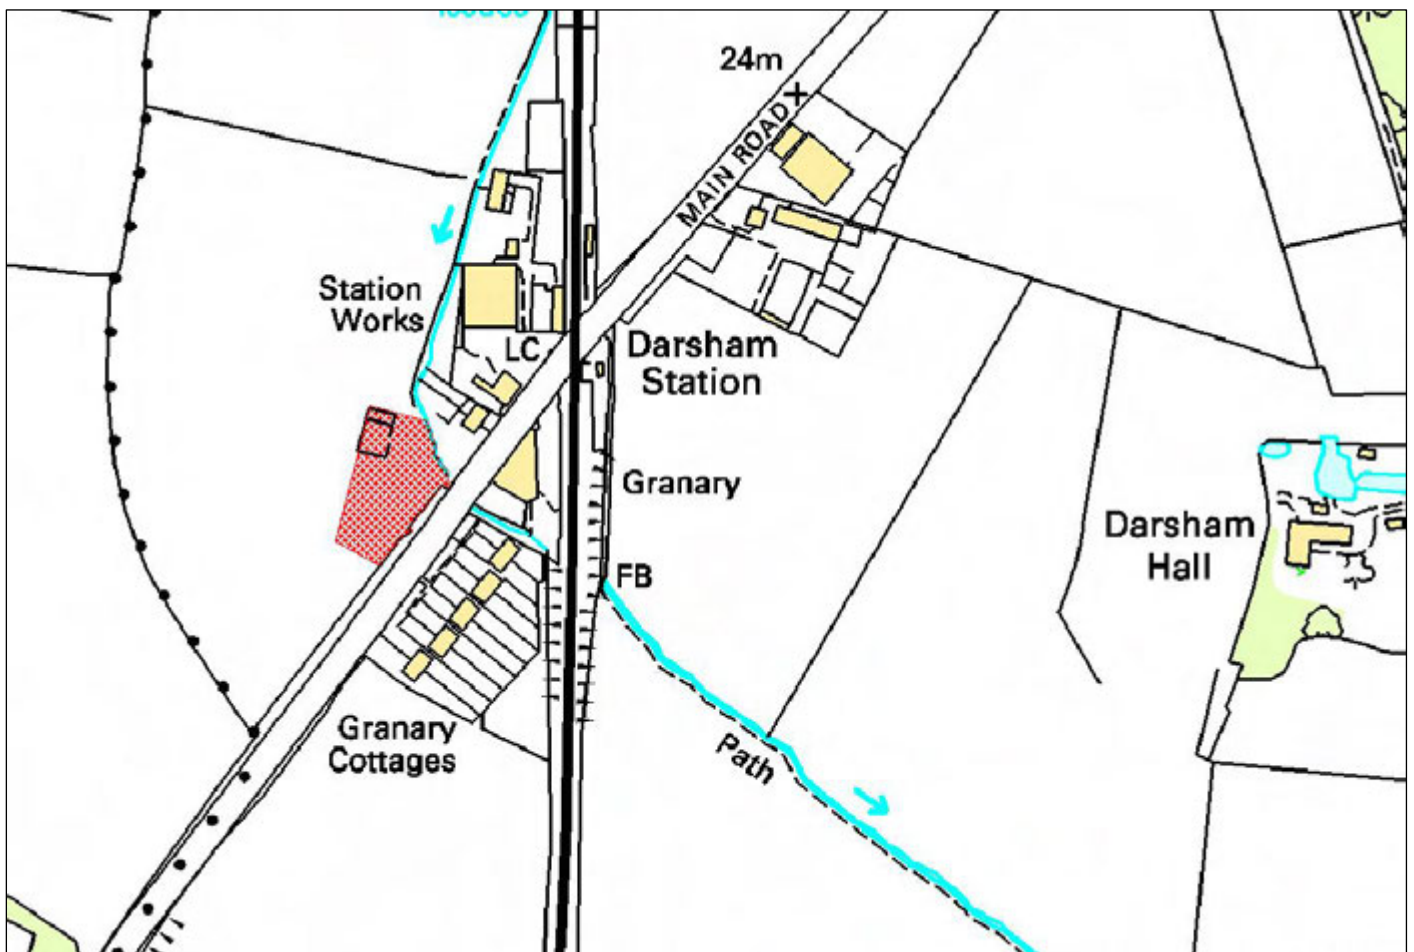 24m
MAIN ROAD
Station
Works
LC
Darsham
Station
Granary
Darsham
Hall
FB
Granary
Cottages
Path